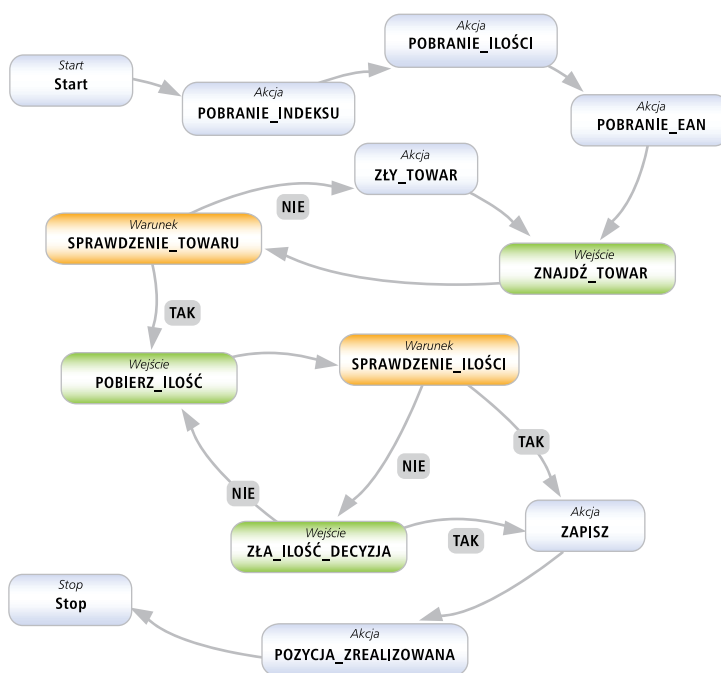 Start
Start
Akcja
POBRANIE_INDEKSU
Akcja
POBRANIE_ILOŚCI
Akcja
POBRANIE_EAN
Akcja
ZŁY_TOWAR
NIE
Warunek
SPRAWDZENIE_TOWARU
Wejście
ZNAJDŹ_TOWAR
TAK
Wejście
POBIERZ_ILOŚĆ
Warunek
SPRAWDZENIE_ILOŚCI
TAK
NIE
NIE
Wejście
ZŁA_ILOŚĆ_DECYZJA
TAK
Akcja
ZAPISZ
Stop
Stop
Akcja
POZYCJA_ZREALIZOWANA